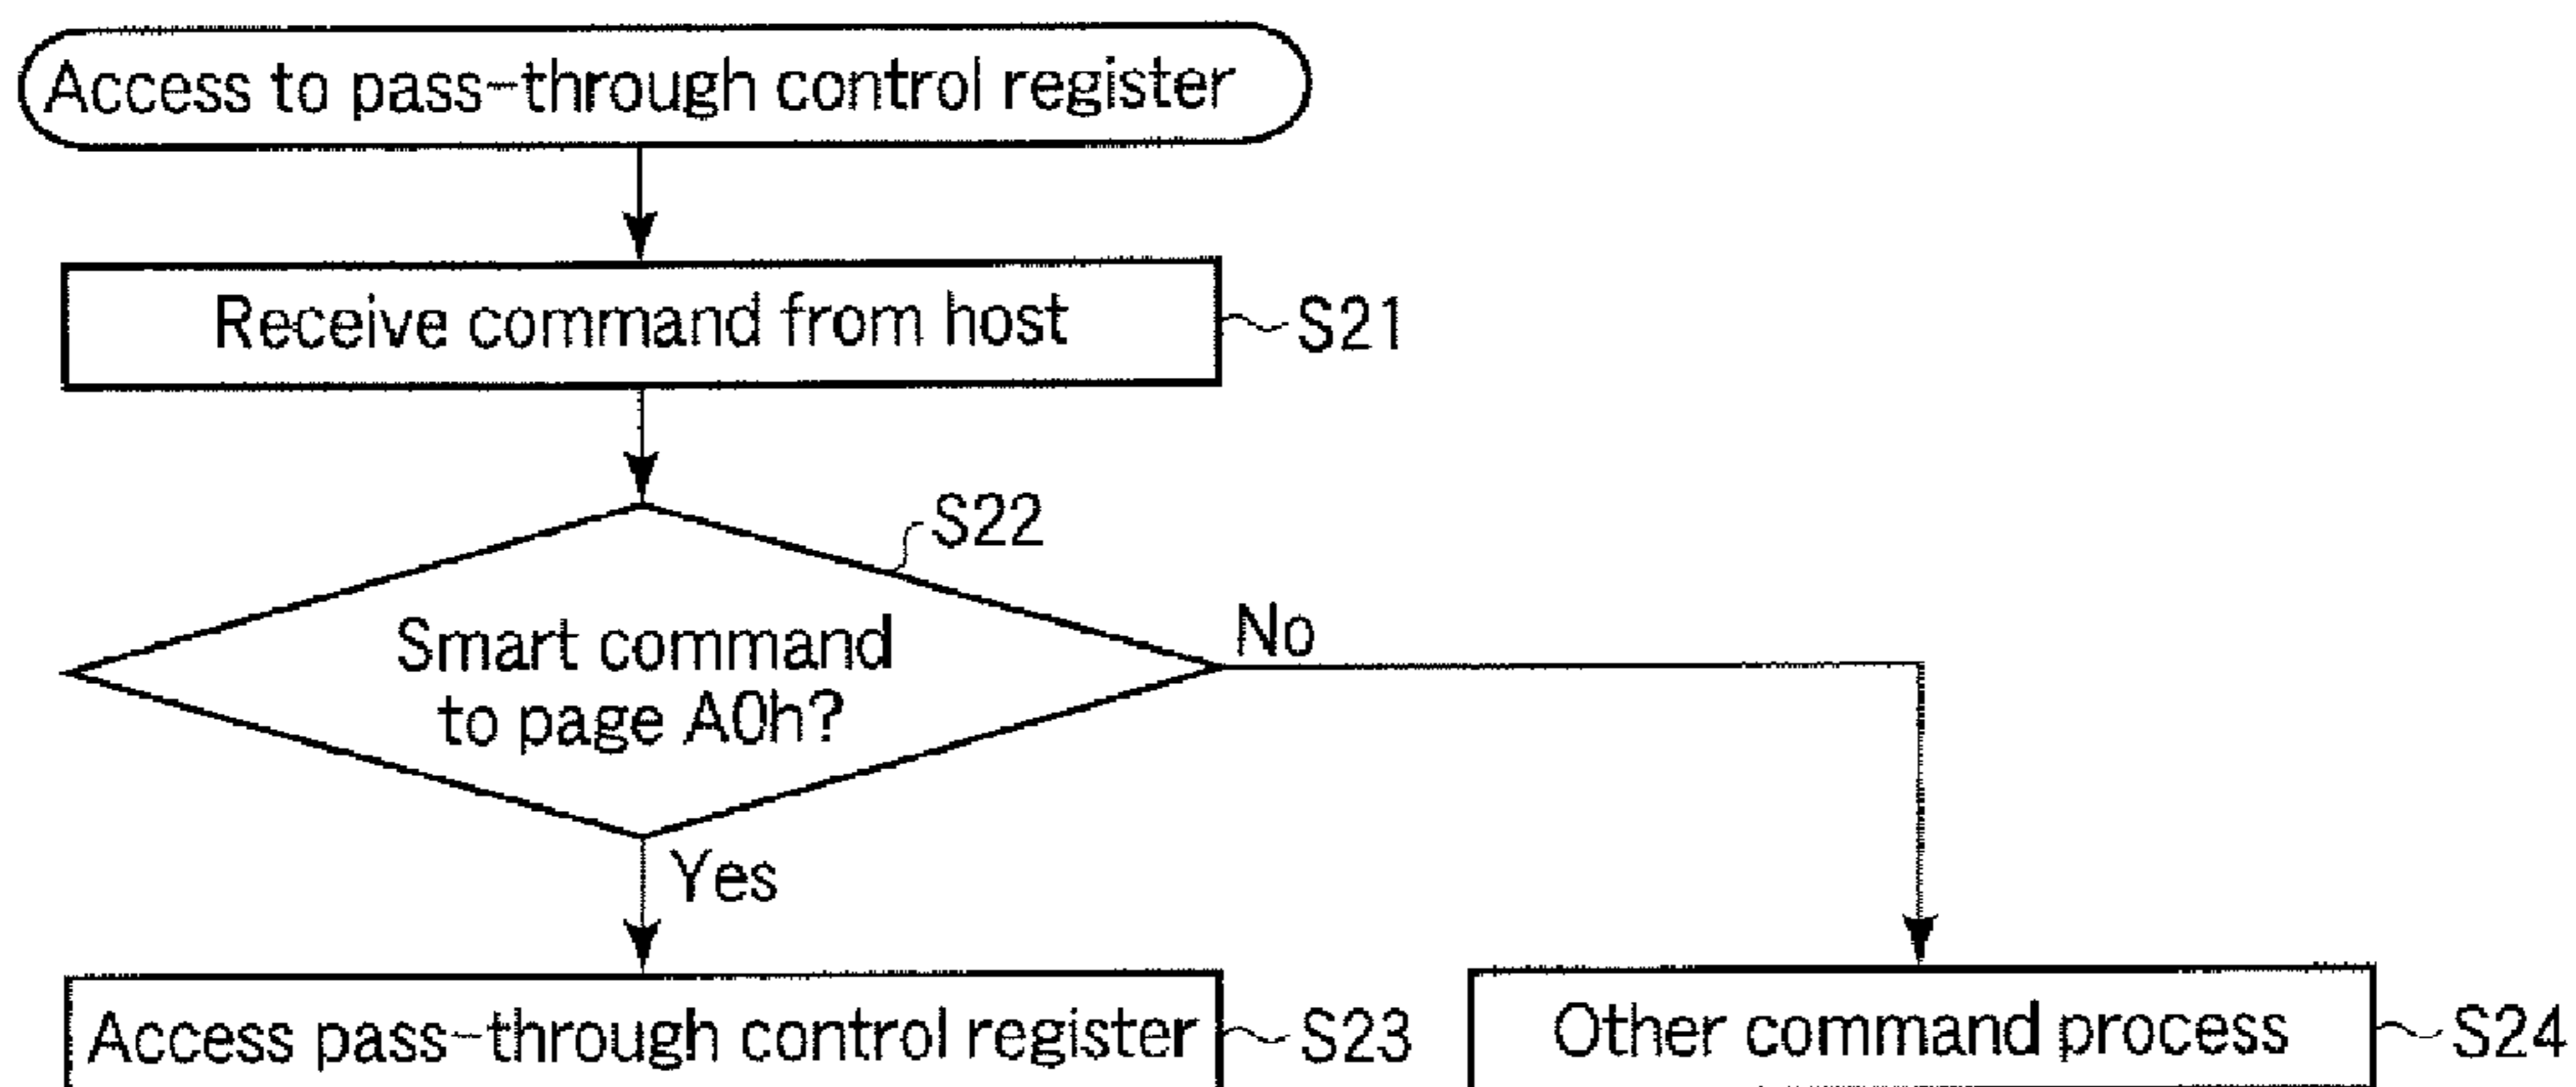 Access to pass-through control register
Receive command from host
S21
S22
Smart command
to page A0h?
No
Yes
Access pass-through control register
S23
Other command process
S24